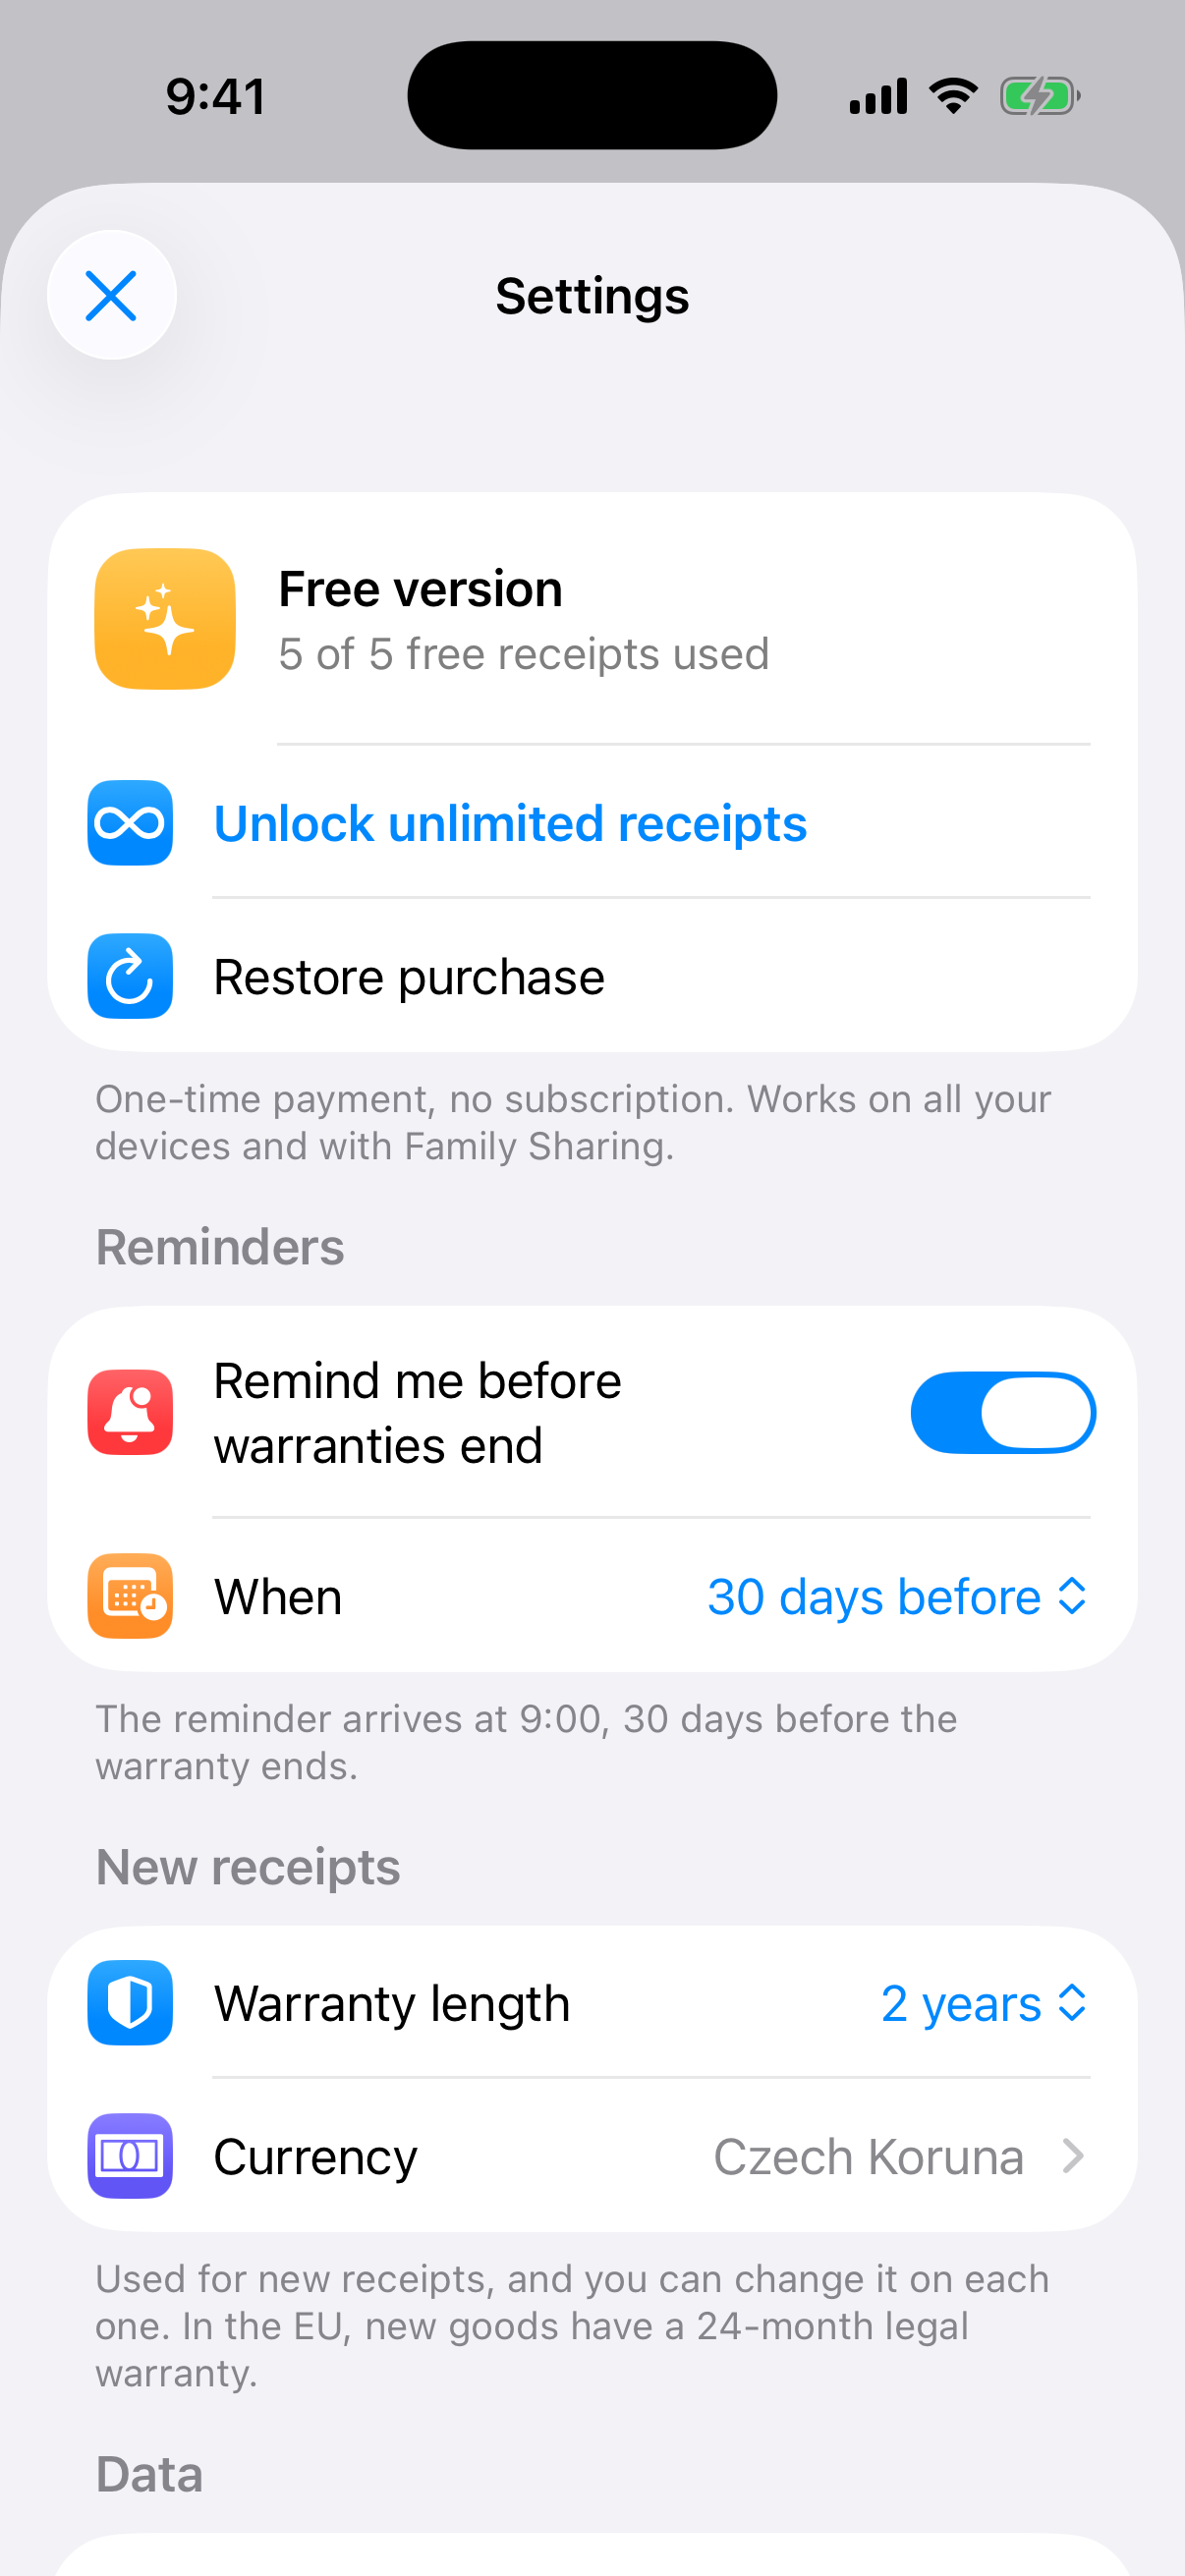 9:41
Settings
Free version
5 of 5 free receipts used
Unlock unlimited receipts
Restore purchase
One-time payment, no subscription. Works on all your
devices and with Family Sharing.
Reminders
Remind me before
warranties end
When
30 days before
The reminder arrives at 9:00, 30 days before the
warranty ends.
New receipts
Warranty length
2 years
Currency
Czech Koruna
Used for new receipts, and you can change it on each
one. In the EU, new goods have a 24-month legal
warranty.
Data